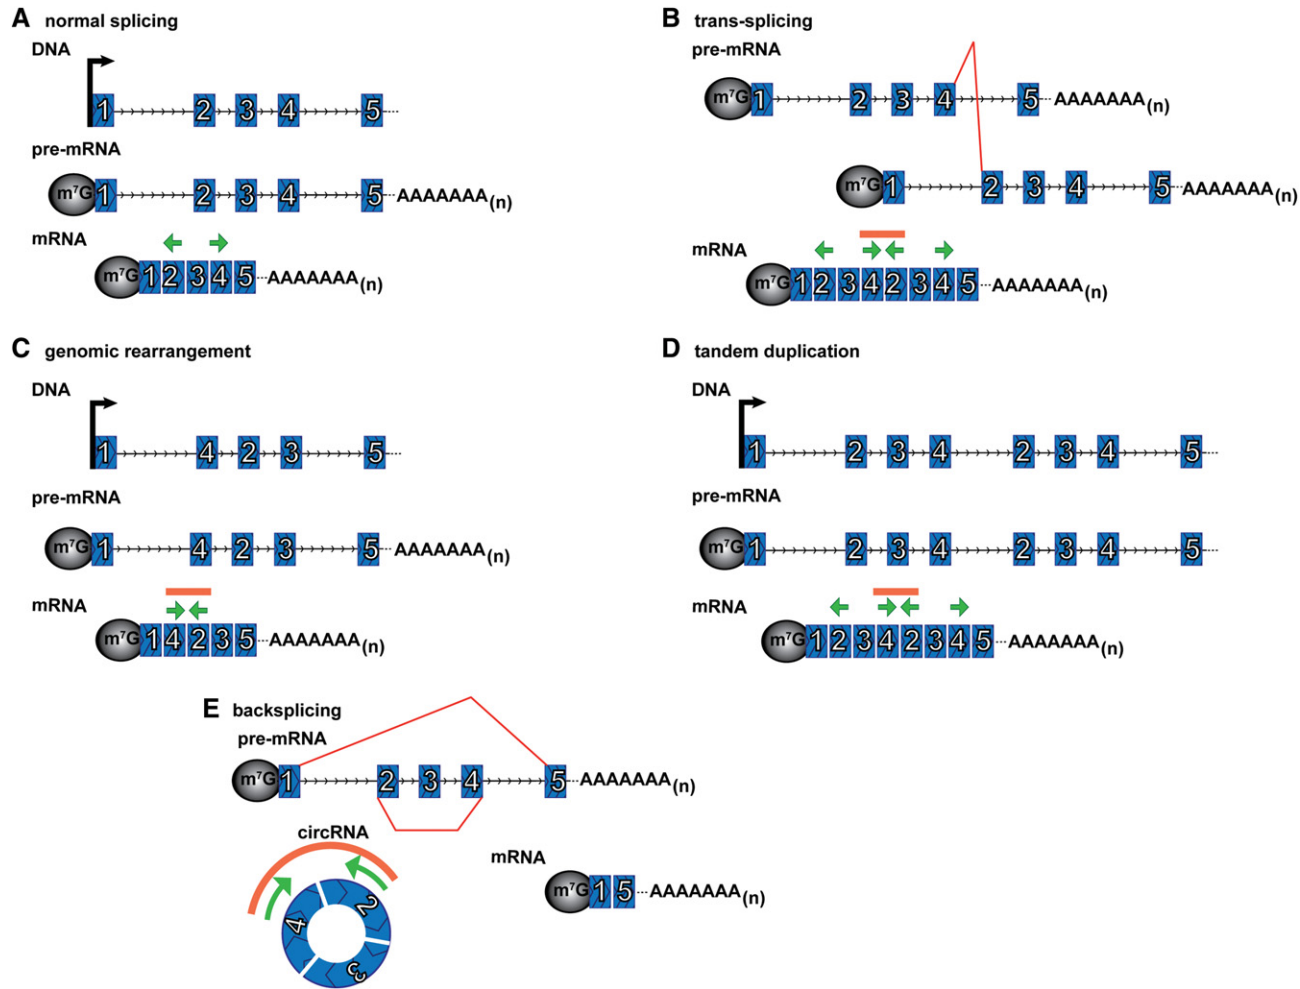 A normal splicing
DNA
1 2 3 4 5
pre-mRNA
m⁷G 1 2 3 4 5 AAAAAAA(n)
mRNA
m⁷G 1 2 3 4 5 AAAAAAA(n)
B trans-splicing
pre-mRNA
m⁷G 1 2 3 4 5 AAAAAAA(n)
m⁷G 1 2 3 4 5 AAAAAAA(n)
mRNA
m⁷G 1 2 3 4 2 3 4 5 AAAAAAA(n)
C genomic rearrangement
DNA
1 4 2 3 5
pre-mRNA
m⁷G 1 4 2 3 5 AAAAAAA(n)
mRNA
m⁷G 1 4 2 3 5 AAAAAAA(n)
D tandem duplication
DNA
1 2 3 4 2 3 4 5
pre-mRNA
m⁷G 1 2 3 4 2 3 4 5
mRNA
m⁷G 1 2 3 4 2 3 4 5 AAAAAAA(n)
E backsplicing
pre-mRNA
m⁷G 1 2 3 4 5 AAAAAAA(n)
circRNA
4 2 3
mRNA
m⁷G 1 5 AAAAAAA(n)